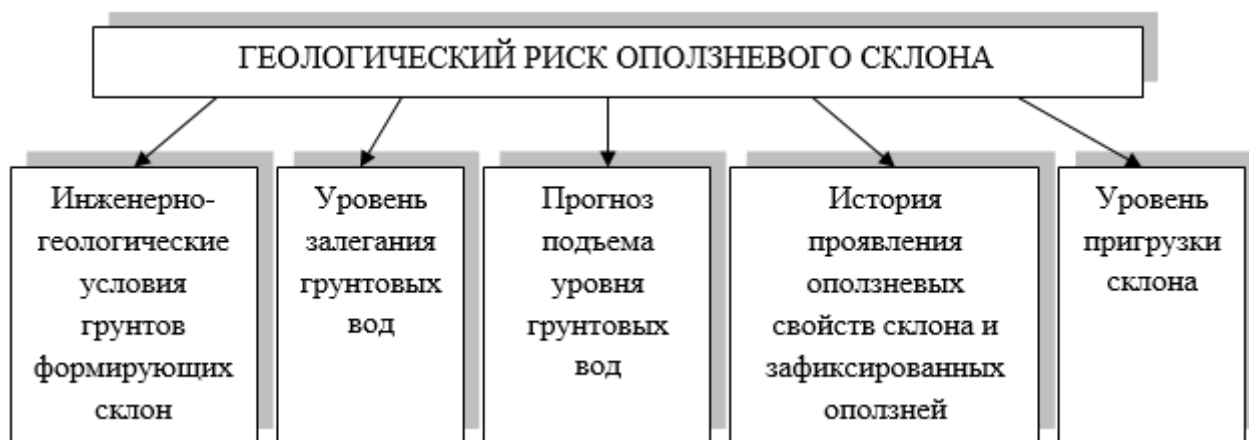 ГЕОЛОГИЧЕСКИЙ РИСК ОПОЛЗНЕВОГО СКЛОНА
Инженерно-
геологические
условия
грунтов
формирующих
склон
Уровень
залегания
грунтовых
вод
Прогноз
подъема
уровня
грунтовых
вод
История
проявления
оползневых
свойств склона и
зафиксированных
оползней
Уровень
пригрузки
склона